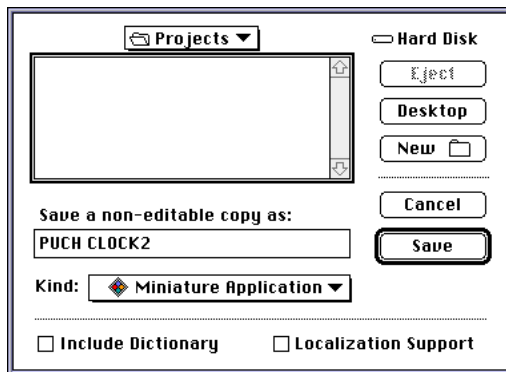 Projects
Hard Disk
Eject
Desktop
New
Save a non-editable copy as:
PUCH CLOCK2
Cancel
Save
Kind: Miniature Application
Include Dictionary
Localization Support